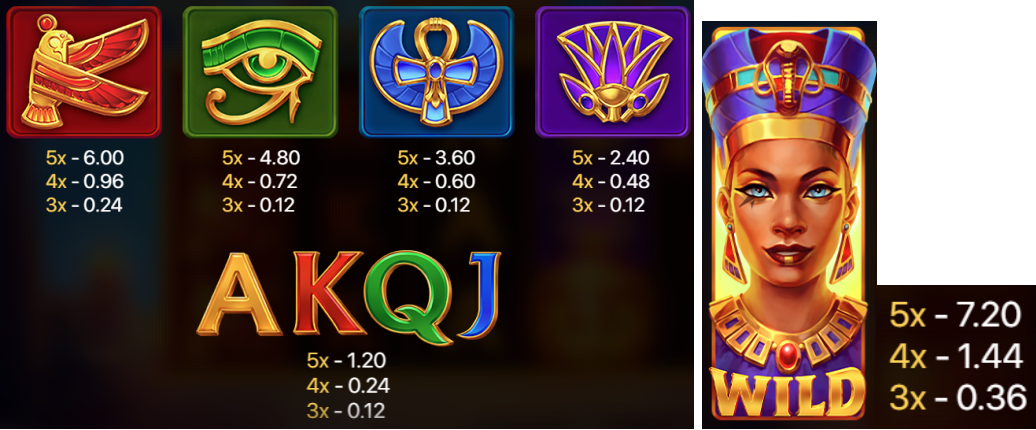 5x - 6.00
4x - 0.96
3x - 0.24
5x - 4.80
4x - 0.72
3x - 0.12
5x - 3.60
4x - 0.60
3x - 0.12
5x - 2.40
4x - 0.48
3x - 0.12
A K Q J
5x - 1.20
4x - 0.24
3x - 0.12
WILD
5x - 7.20
4x - 1.44
3x - 0.36